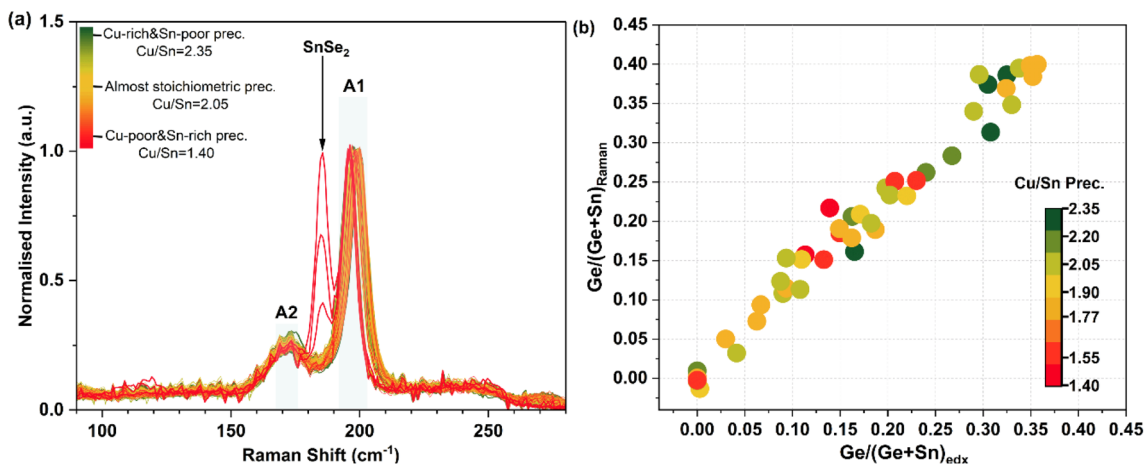 (a)
1.5
1.0
0.5
0.0
Normalised Intensity (a.u.)
Cu-rich&Sn-poor prec.
Cu/Sn=2.35
Almost stoichiometric prec.
Cu/Sn=2.05
Cu-poor&Sn-rich prec.
Cu/Sn=1.40
SnSe₂
A1
A2
100
150
200
250
Raman Shift (cm⁻¹)
(b)
0.45
0.40
0.35
0.30
0.25
0.20
0.15
0.10
0.05
0.00
Ge/(Ge+Sn)Raman
Cu/Sn Prec.
2.35
2.20
2.05
1.90
1.77
1.55
1.40
0.00 0.05 0.10 0.15 0.20 0.25 0.30 0.35 0.40 0.45
Ge/(Ge+Sn)edx